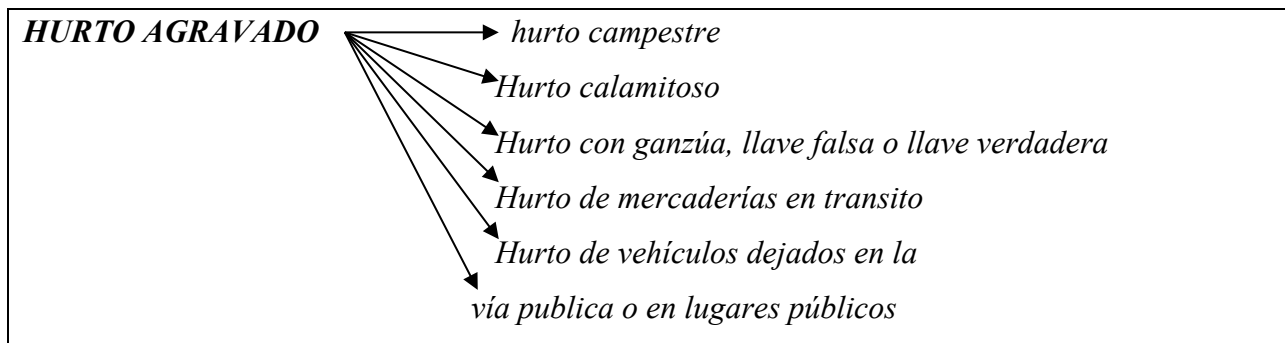 HURTO AGRAVADO hurto campestre
Hurto calamitoso
Hurto con ganzúa, llave falsa o llave verdadera
Hurto de mercaderías en transito
Hurto de vehículos dejados en la
vía publica o en lugares públicos